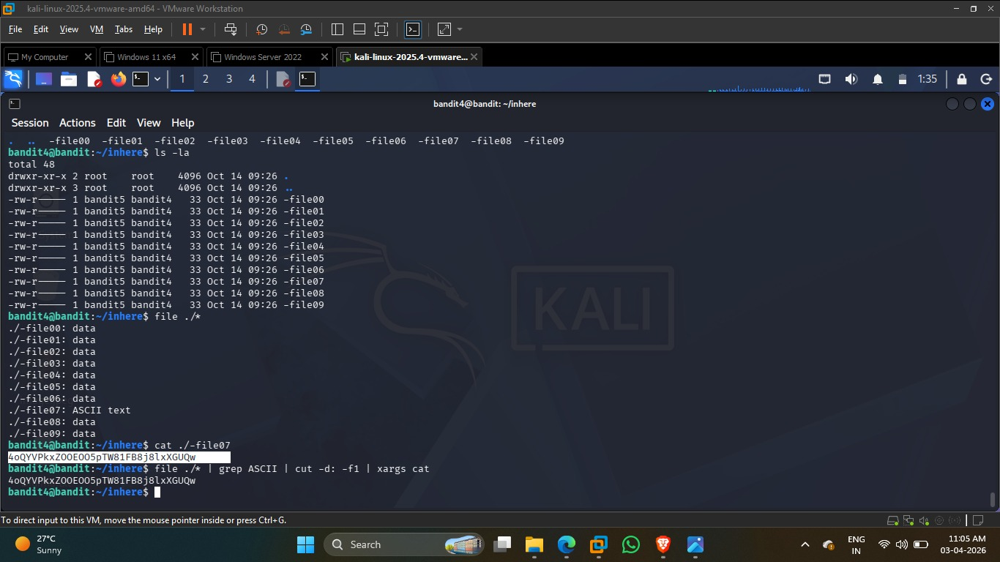 kali-linux-2025.4-vmware-amd64 - VMware Workstation
File Edit View VM Tabs Help
My Computer Windows 11 x64 Windows Server 2022 kali-linux-2025.4-vmware...
1 2 3 4 1:35
bandit4@bandit: ~/inhere
Session Actions Edit View Help
. .. -file00 -file01 -file02 -file03 -file04 -file05 -file06 -file07 -file08 -file09
bandit4@bandit:~/inhere$ ls -la
total 48
drwxr-xr-x 2 root root 4096 Oct 14 09:26 .
drwxr-xr-x 3 root root 4096 Oct 14 09:26 ..
-rw-r----- 1 bandit5 bandit4 33 Oct 14 09:26 -file00
-rw-r----- 1 bandit5 bandit4 33 Oct 14 09:26 -file01
-rw-r----- 1 bandit5 bandit4 33 Oct 14 09:26 -file02
-rw-r----- 1 bandit5 bandit4 33 Oct 14 09:26 -file03
-rw-r----- 1 bandit5 bandit4 33 Oct 14 09:26 -file04
-rw-r----- 1 bandit5 bandit4 33 Oct 14 09:26 -file05
-rw-r----- 1 bandit5 bandit4 33 Oct 14 09:26 -file06
-rw-r----- 1 bandit5 bandit4 33 Oct 14 09:26 -file07
-rw-r----- 1 bandit5 bandit4 33 Oct 14 09:26 -file08
-rw-r----- 1 bandit5 bandit4 33 Oct 14 09:26 -file09
KALI
bandit4@bandit:~/inhere$ file ./*
./-file00: data
./-file01: data
./-file02: data
./-file03: data
./-file04: data
./-file05: data
./-file06: data
./-file07: ASCII text
./-file08: data
./-file09: data
bandit4@bandit:~/inhere$ cat ./-file07
4oQYVPkxZOOEOO5pTW81FB8j8lxXGUQw
bandit4@bandit:~/inhere$ file ./* | grep ASCII | cut -d: -f1 | xargs cat
4oQYVPkxZOOEOO5pTW81FB8j8lxXGUQw
bandit4@bandit:~/inhere$
To direct input to this VM, move the mouse pointer inside or press Ctrl+G.
27°C
Sunny
Search
ENG
IN
11:05 AM
03-04-2026